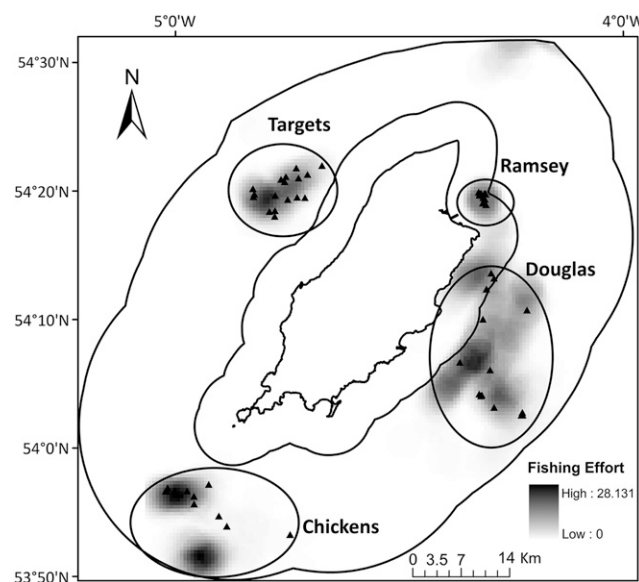 5°0'W 4°0'W
54°30'N
N
Targets
54°20'N
Ramsey
Douglas
54°10'N
54°0'N
Fishing Effort
High : 28.131
Low : 0
Chickens
0 3.5 7 14 Km
53°50'N